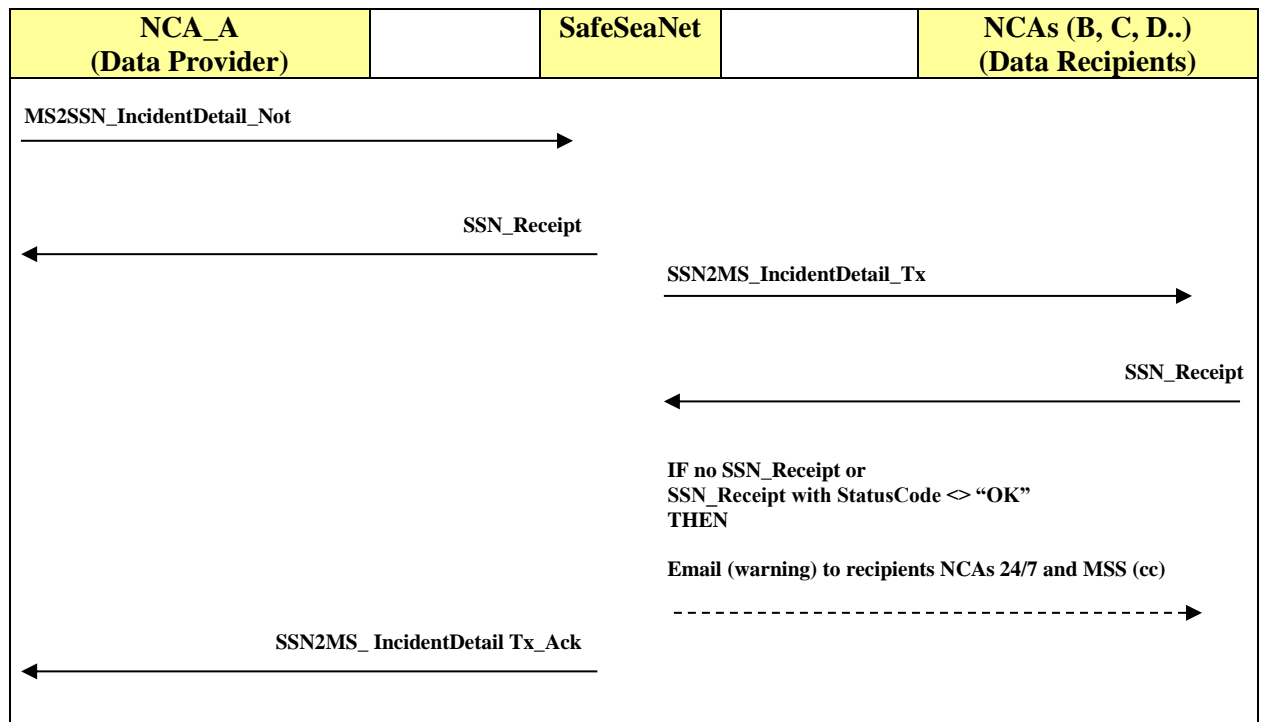 NCA_A
(Data Provider)
SafeSeaNet
NCAs (B, C, D..)
(Data Recipients)
MS2SSN_IncidentDetail_Not
SSN_Receipt
SSN2MS_IncidentDetail_Tx
SSN_Receipt
IF no SSN_Receipt or
SSN_Receipt with StatusCode <> “OK”
THEN
Email (warning) to recipients NCAs 24/7 and MSS (cc)
SSN2MS_ IncidentDetail Tx_Ack